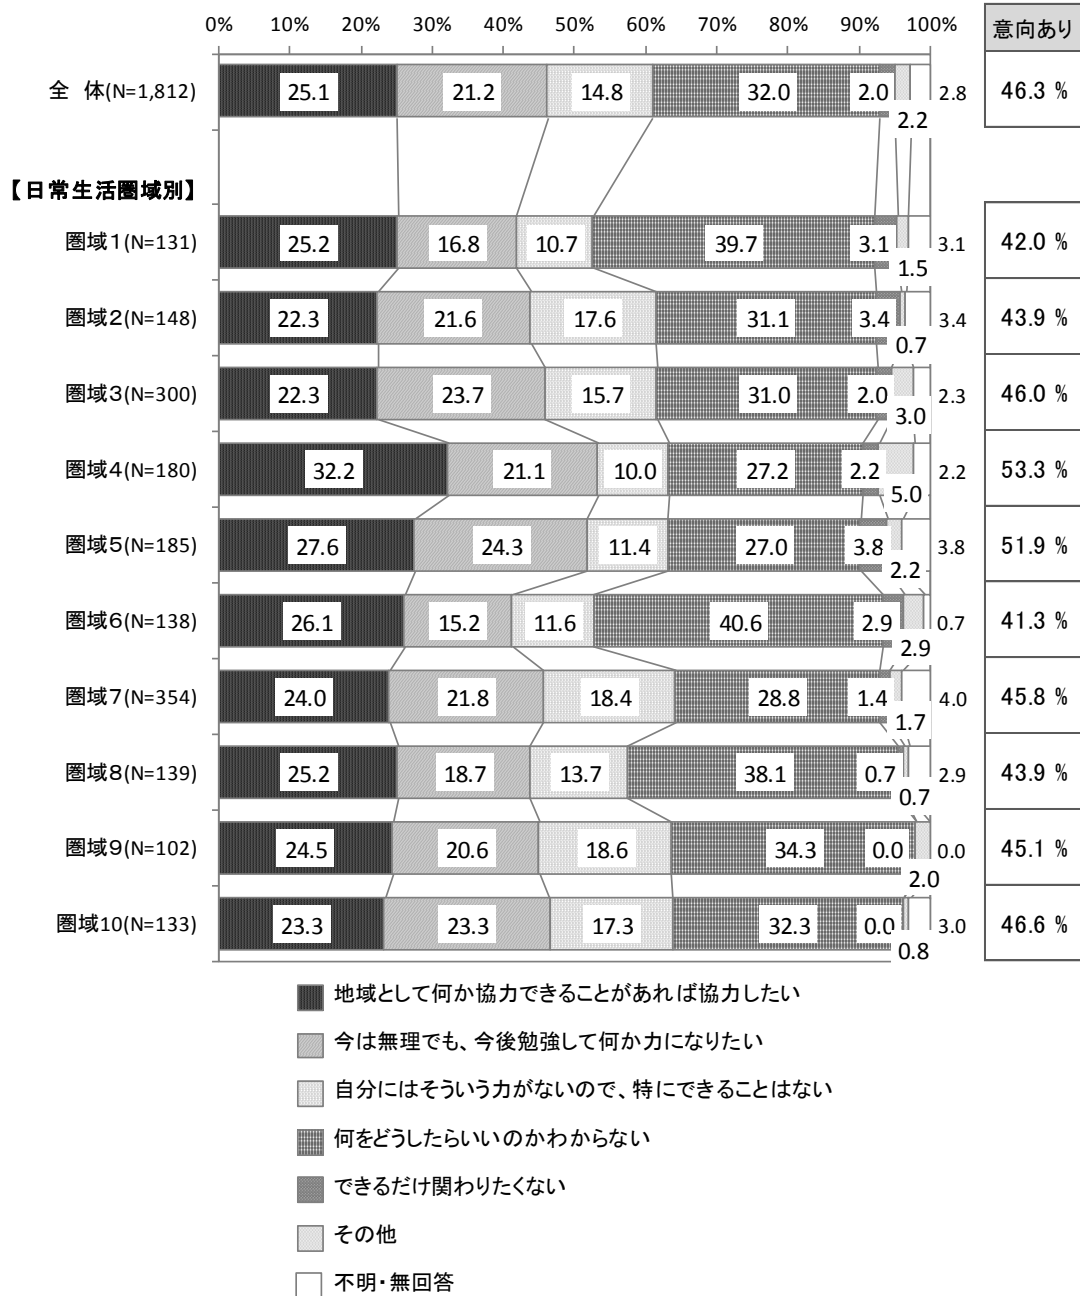 0% 10% 20% 30% 40% 50% 60% 70% 80% 90% 100% 意向あり
全 体(N=1,812) 25.1 21.2 14.8 32.0 2.0 2.2 2.8 46.3 %
【日常生活圏域別】
圏域1(N=131) 25.2 16.8 10.7 39.7 3.1 1.5 3.1 42.0 %
圏域2(N=148) 22.3 21.6 17.6 31.1 3.4 0.7 3.4 43.9 %
圏域3(N=300) 22.3 23.7 15.7 31.0 2.0 3.0 2.3 46.0 %
圏域4(N=180) 32.2 21.1 10.0 27.2 2.2 5.0 2.2 53.3 %
圏域5(N=185) 27.6 24.3 11.4 27.0 3.8 2.2 3.8 51.9 %
圏域6(N=138) 26.1 15.2 11.6 40.6 2.9 2.9 0.7 41.3 %
圏域7(N=354) 24.0 21.8 18.4 28.8 1.4 1.7 4.0 45.8 %
圏域8(N=139) 25.2 18.7 13.7 38.1 0.7 0.7 2.9 43.9 %
圏域9(N=102) 24.5 20.6 18.6 34.3 0.0 2.0 0.0 45.1 %
圏域10(N=133) 23.3 23.3 17.3 32.3 0.0 0.8 3.0 46.6 %
地域として何か協力できることがあれば協力したい
今は無理でも、今後勉強して何か力になりたい
自分にはそういう力がないので、特にできることはない
何をどうしたらいいのかわからない
できるだけ関わりたくない
その他
不明・無回答